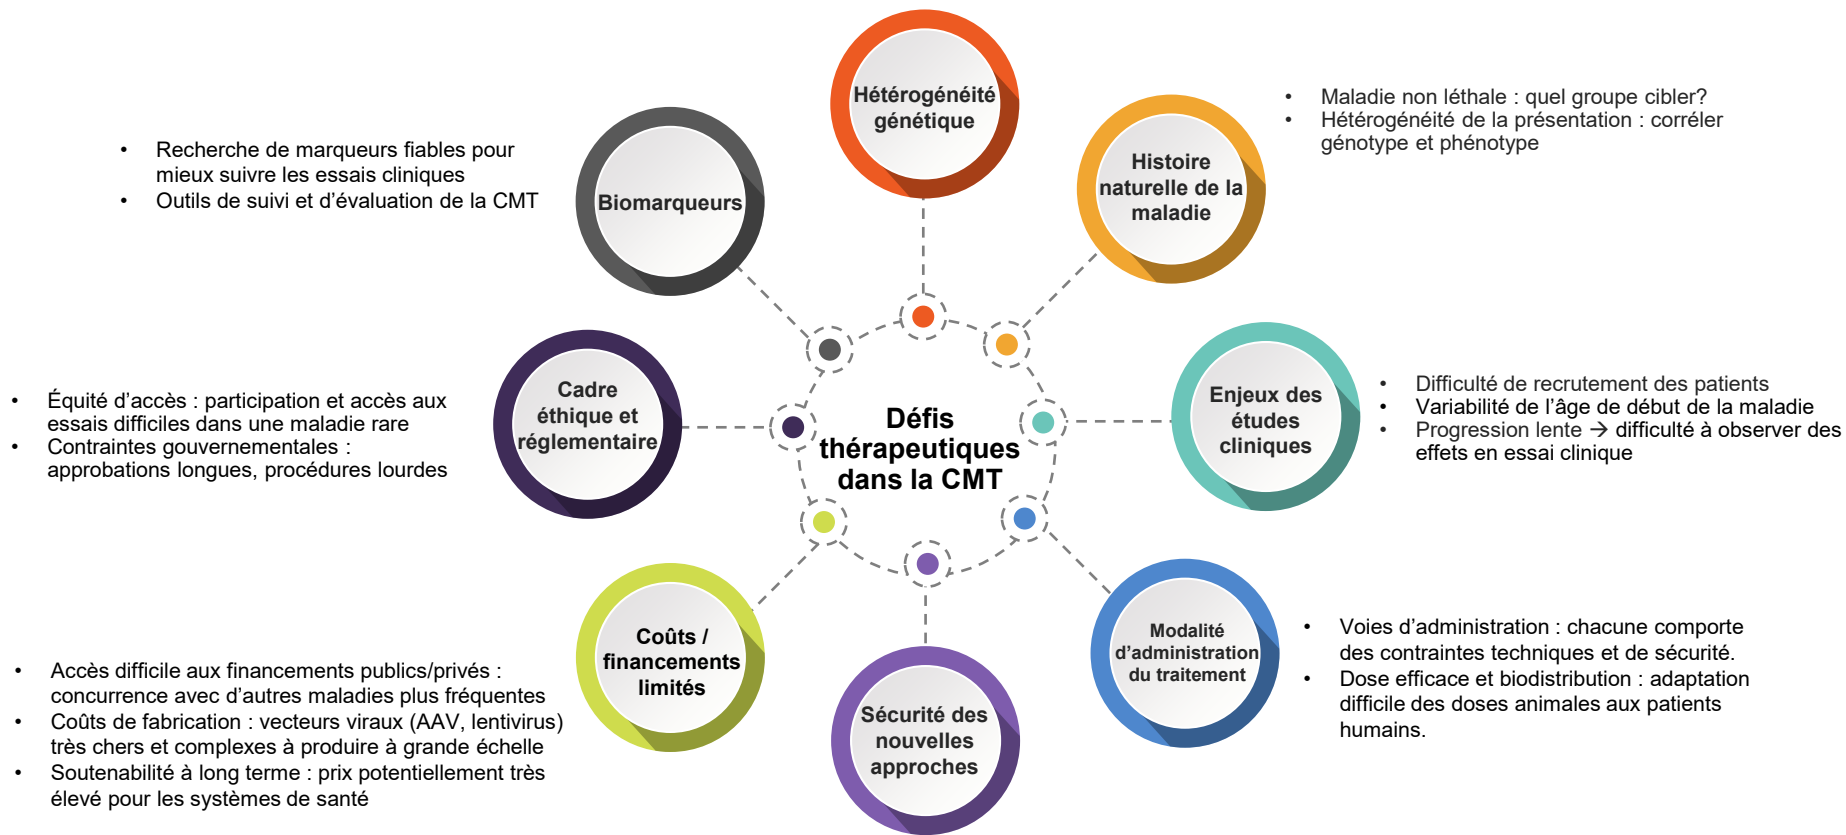 Hétérogénéité
génétique
Histoire
naturelle de la
maladie
• Maladie non léthale : quel groupe cibler?
• Hétérogénéité de la présentation : corréler
génotype et phénotype
Biomarqueurs
• Recherche de marqueurs fiables pour
mieux suivre les essais cliniques
• Outils de suivi et d’évaluation de la CMT
Cadre
éthique et
réglementaire
• Équité d’accès : participation et accès aux
essais difficiles dans une maladie rare
• Contraintes gouvernementales :
approbations longues, procédures lourdes
Défis
thérapeutiques
dans la CMT
Enjeux des
études
cliniques
• Difficulté de recrutement des patients
• Variabilité de l’âge de début de la maladie
• Progression lente → difficulté à observer des
effets en essai clinique
Coûts /
financements
limités
• Accès difficile aux financements publics/privés :
concurrence avec d’autres maladies plus fréquentes
• Coûts de fabrication : vecteurs viraux (AAV, lentivirus)
très chers et complexes à produire à grande échelle
• Soutenabilité à long terme : prix potentiellement très
élevé pour les systèmes de santé
Sécurité des
nouvelles
approches
Modalité
d’administration
du traitement
• Voies d’administration : chacune comporte
des contraintes techniques et de sécurité.
• Dose efficace et biodistribution : adaptation
difficile des doses animales aux patients
humains.